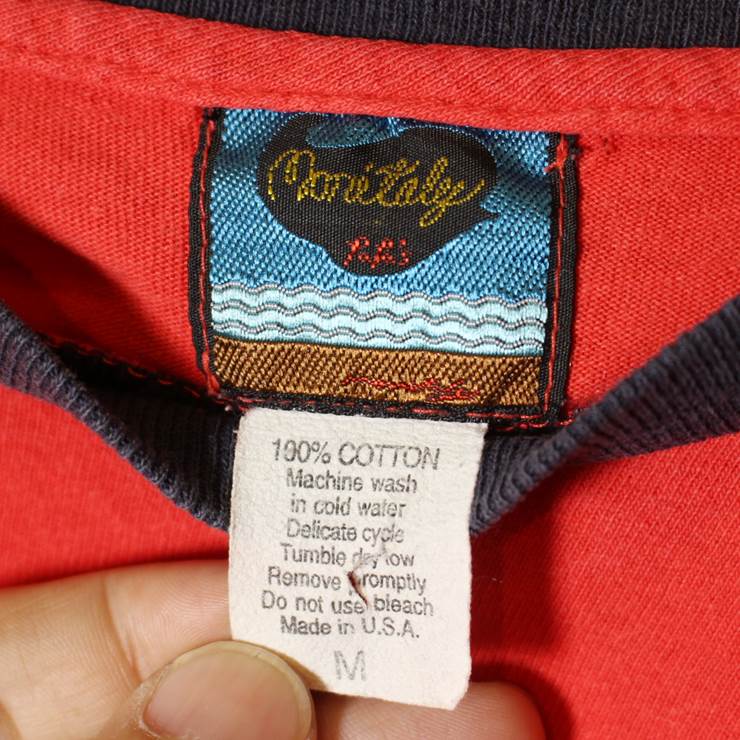 Monitaly
100% COTTON
Machine wash
in cold water
Delicate cycle
Tumble dry low
Remove promptly
Do not use bleach
Made in U.S.A.
M